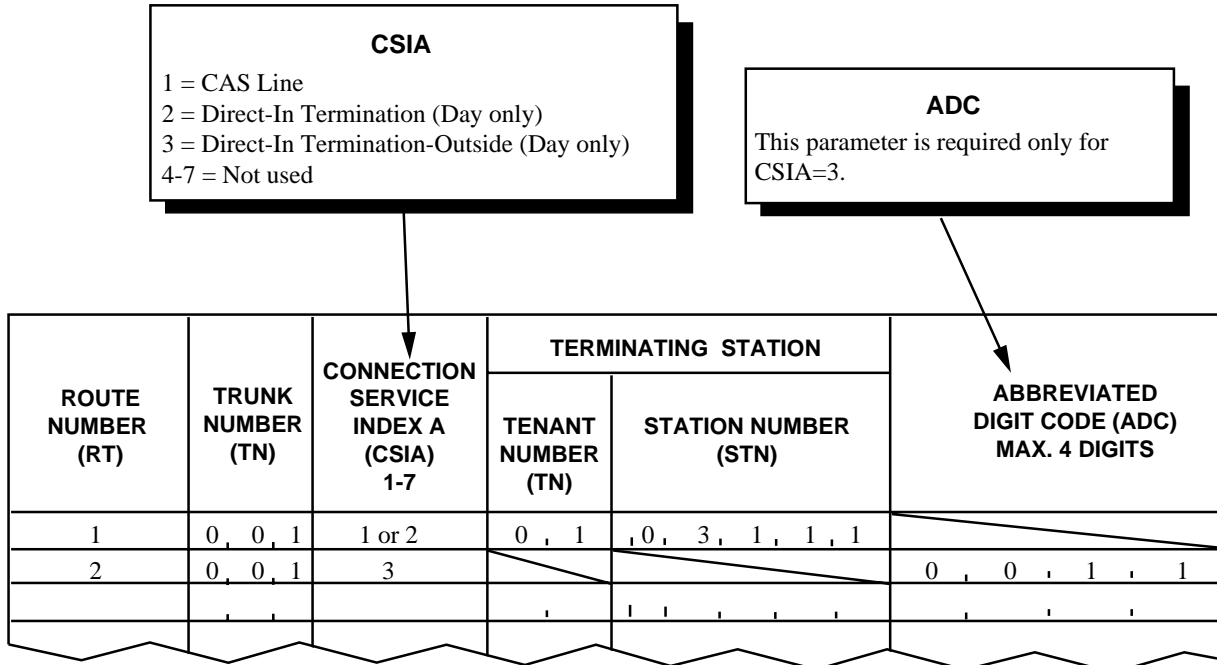 CSIA
1 = CAS Line
2 = Direct-In Termination (Day only)
3 = Direct-In Termination-Outside (Day only)
4-7 = Not used
ADC
This parameter is required only for
CSIA=3.
ROUTE
NUMBER
(RT)
TRUNK
NUMBER
(TN)
CONNECTION
SERVICE
INDEX A
(CSIA)
1-7
TERMINATING STATION
TENANT
NUMBER
(TN)
STATION NUMBER
(STN)
ABBREVIATED
DIGIT CODE (ADC)
MAX. 4 DIGITS
1 0 0 1 1 or 2 0 1 0 3 1 1 1
2 0 0 1 3 0 0 1 1